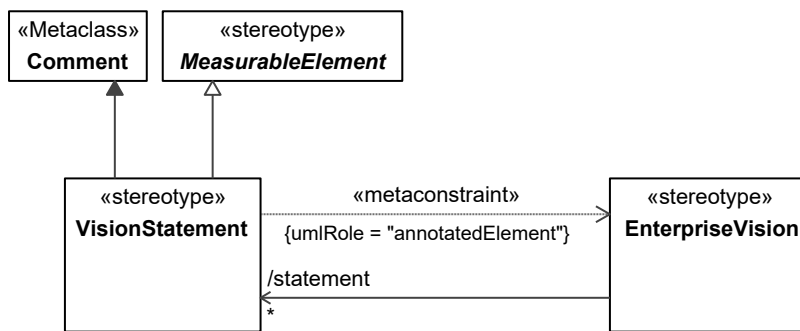 «Metaclass»
Comment
«stereotype»
MeasurableElement
«stereotype»
VisionStatement
«metaconstraint»
{umlRole = "annotatedElement"}
«stereotype»
EnterpriseVision
/statement
*